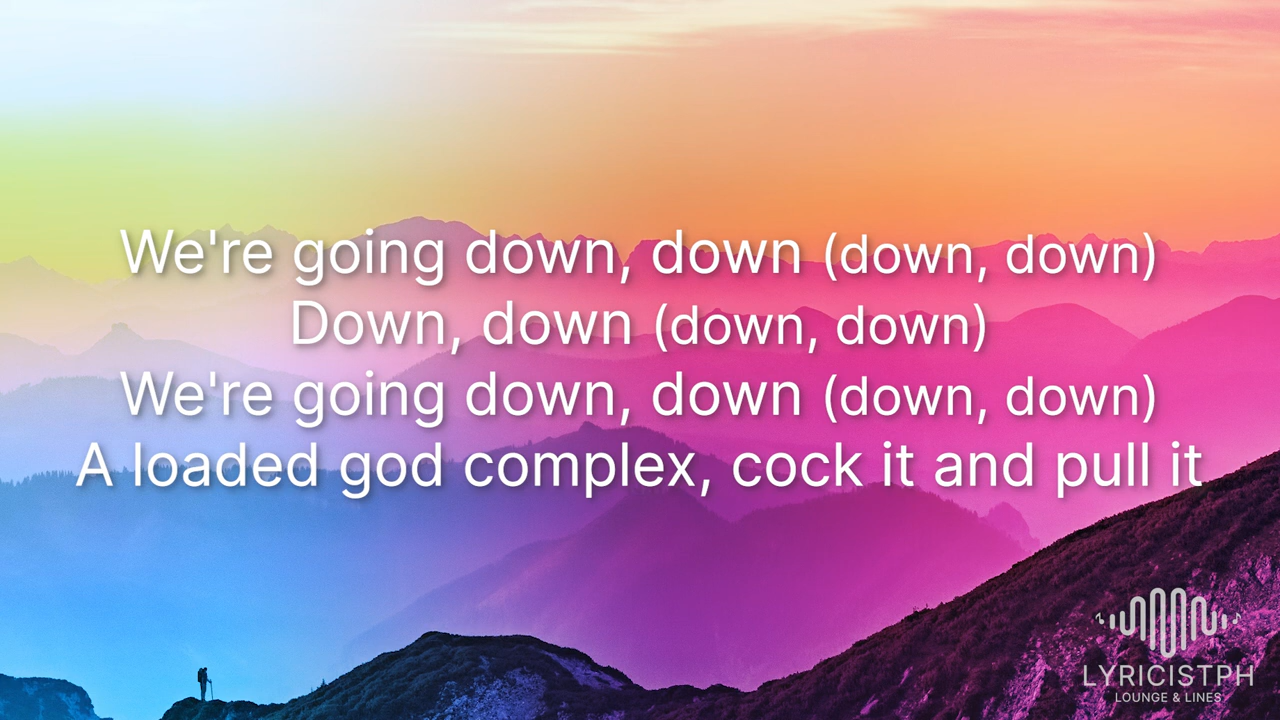 We're going down, down (down, down)
Down, down (down, down)
We're going down, down (down, down)
A loaded god complex, cock it and pull it
LYRICISTPH
LOUNGE & LINES